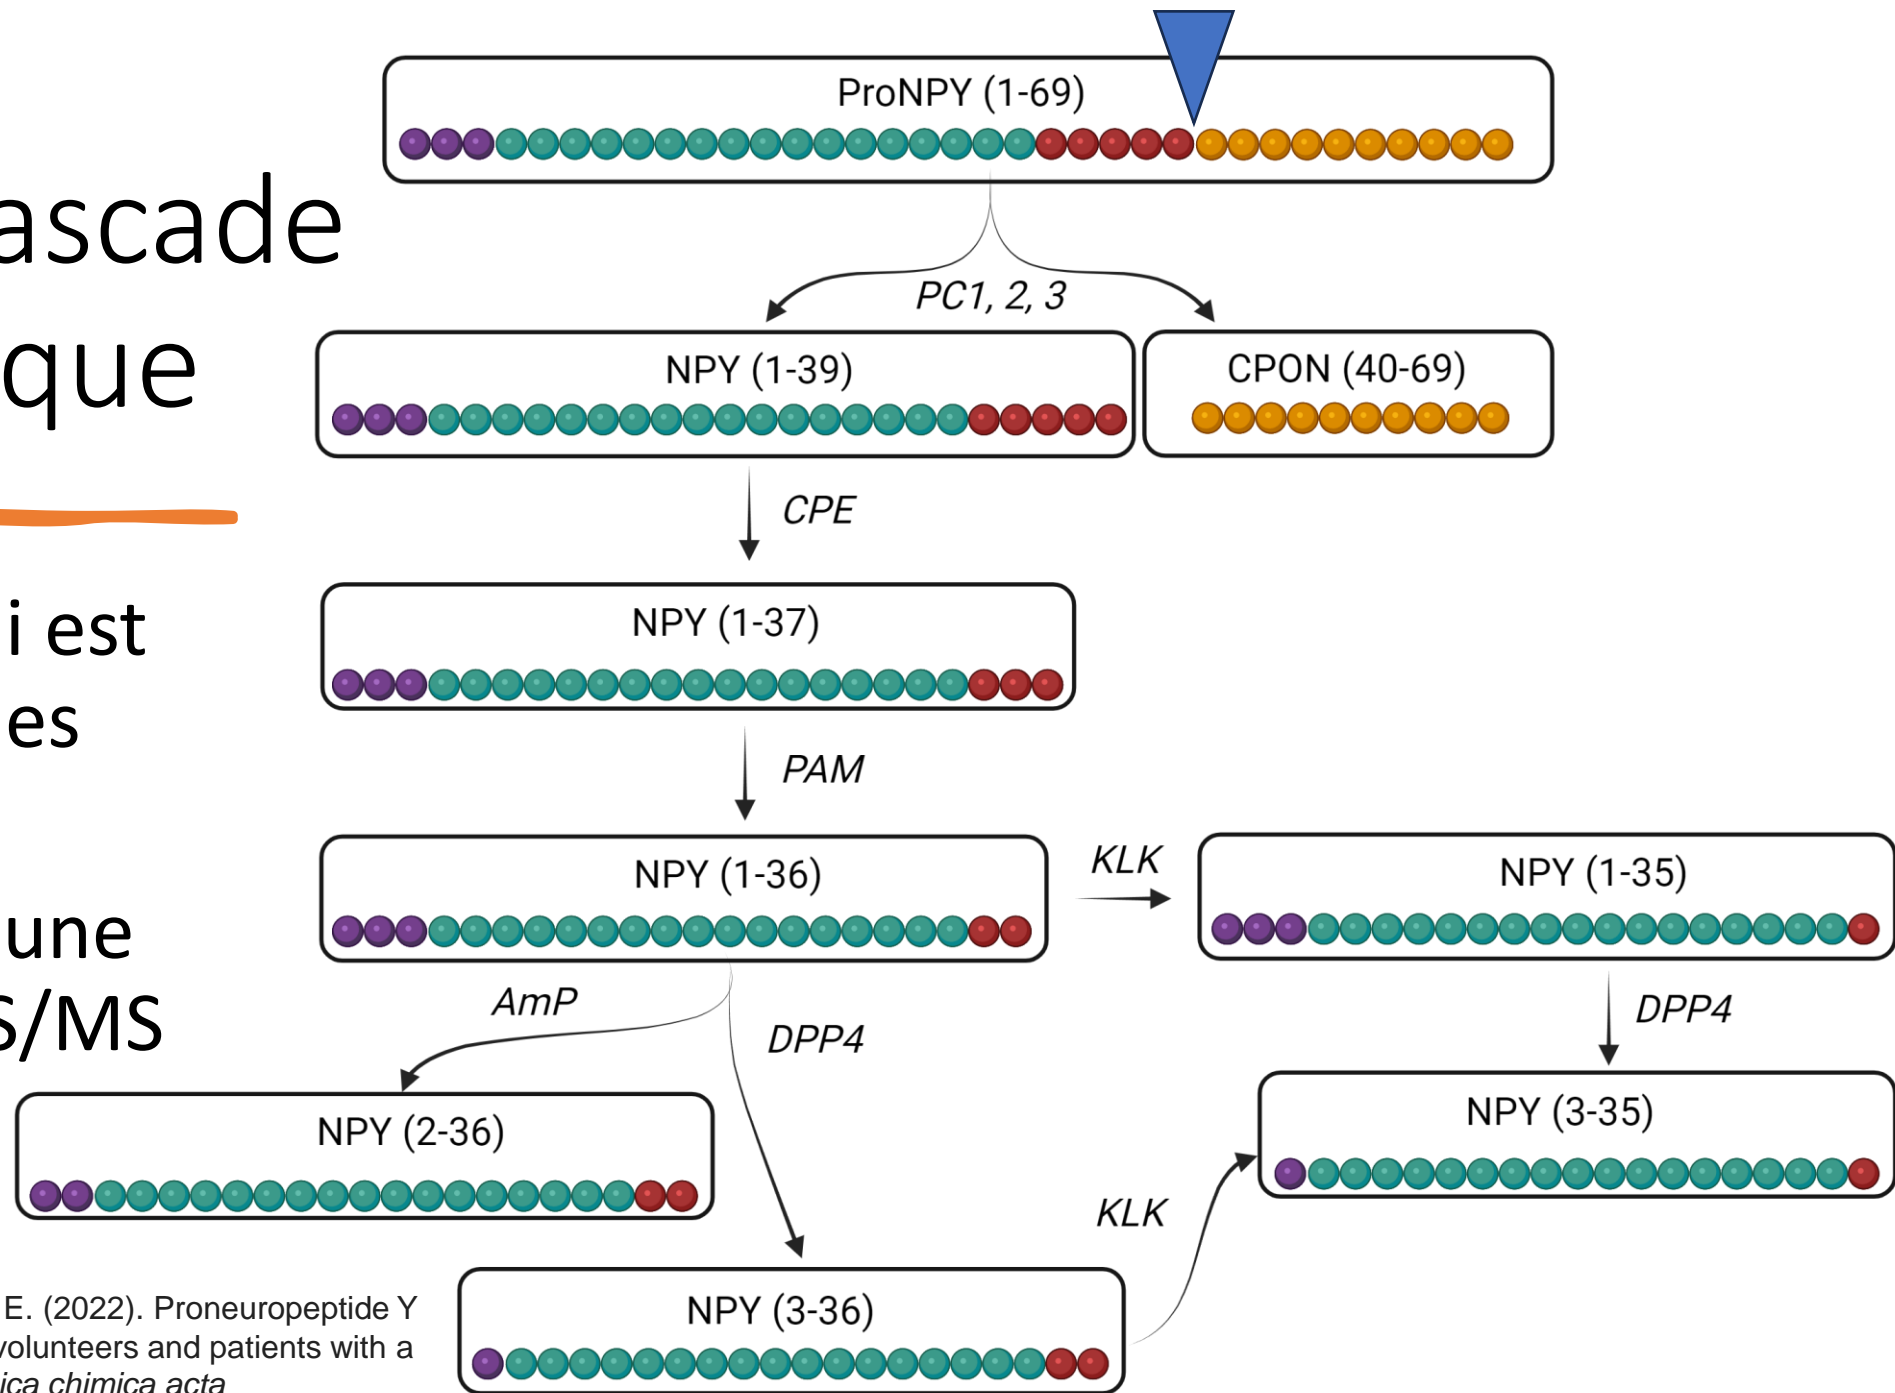 ascade
que
i est
es
une
S/MS
E. (2022). Proneuropeptide Y
volunteers and patients with a
ica chimica acta
ProNPY (1-69)
PC1, 2, 3
NPY (1-39)
CPON (40-69)
CPE
NPY (1-37)
PAM
NPY (1-36)
KLK
NPY (1-35)
AmP
DPP4
DPP4
NPY (2-36)
NPY (3-35)
KLK
NPY (3-36)